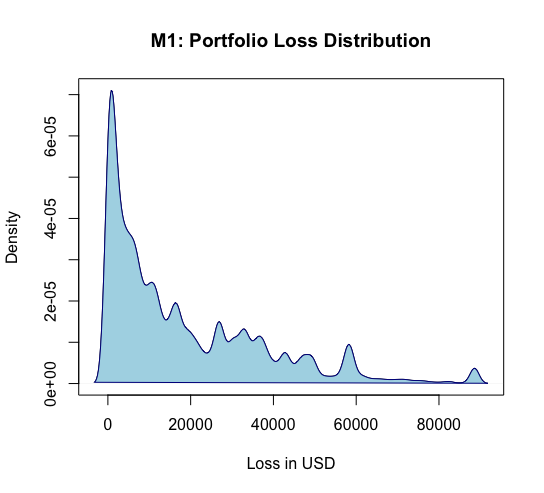 M1: Portfolio Loss Distribution
Density
6e-05
4e-05
2e-05
0e+00
0 20000 40000 60000 80000
Loss in USD